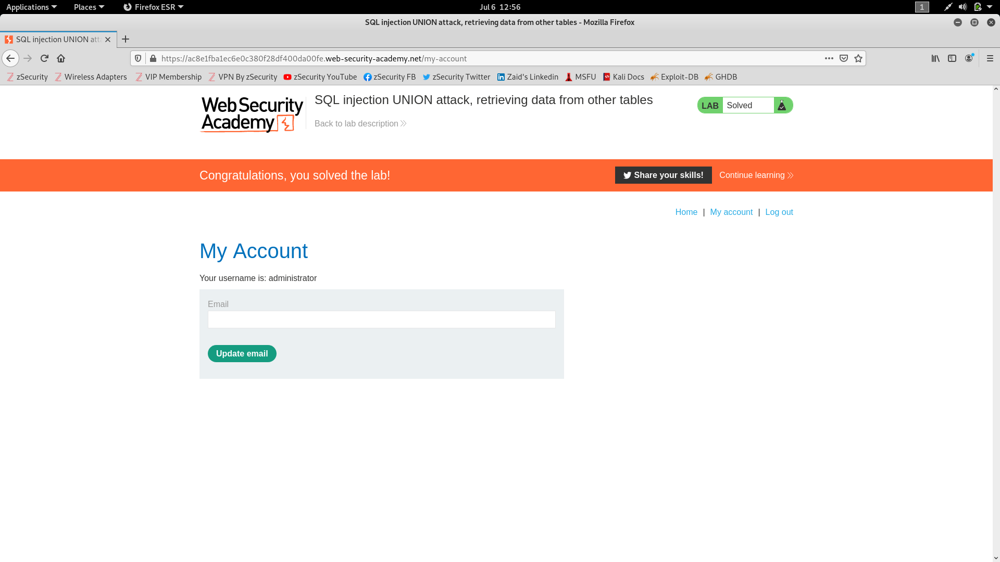 Applications Places Firefox ESR Jul 6 12:56 1
SQL injection UNION attack, retrieving data from other tables - Mozilla Firefox
SQL injection UNION att
https://ac8e1fba1ec6e0c380f28df400da00fe.web-security-academy.net/my-account
zSecurity Wireless Adapters VIP Membership VPN By zSecurity zSecurity YouTube zSecurity FB zSecurity Twitter Zaid's Linkedin MSFU Kali Docs Exploit-DB GHDB
Web Security
Academy
SQL injection UNION attack, retrieving data from other tables
Back to lab description
LAB Solved
Congratulations, you solved the lab! Share your skills! Continue learning
Home | My account | Log out
My Account
Your username is: administrator
Email
Update email